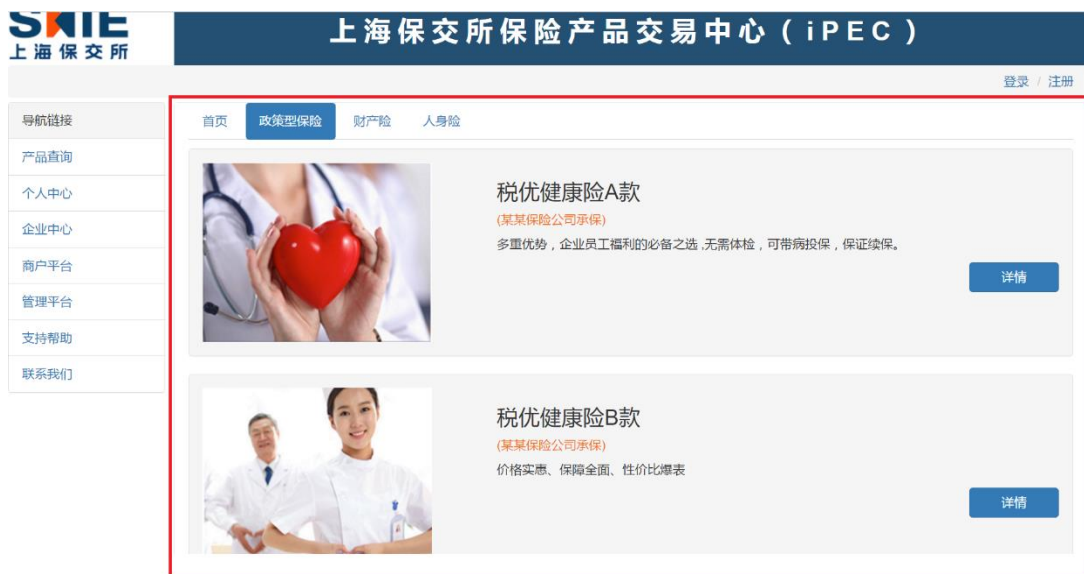 SHIE
上海保交所
上海保交所保险产品交易中心（iPEC）
登录 / 注册
导航链接
产品查询
个人中心
企业中心
商户平台
管理平台
支持帮助
联系我们
首页 政策型保险 财产险 人身险
税优健康险A款
(某某保险公司承保)
多重优势，企业员工福利的必备之选,无需体检，可带病投保，保证续保。
详情
税优健康险B款
(某某保险公司承保)
价格实惠、保障全面、性价比爆表
详情